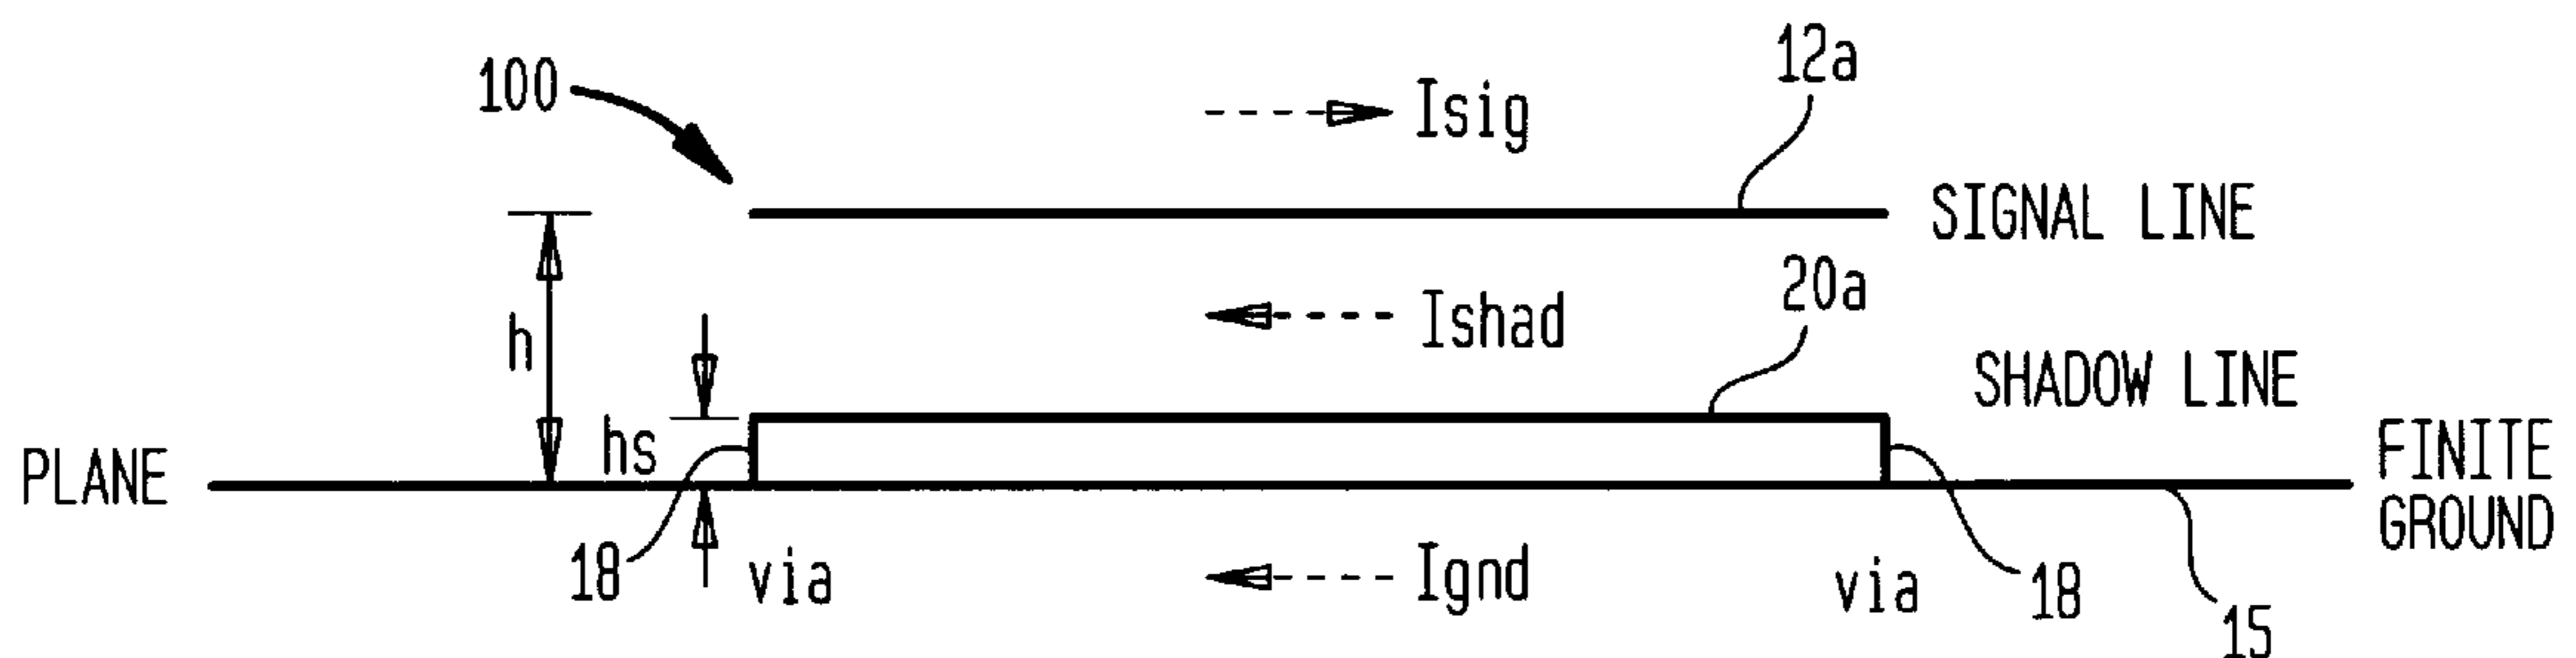 100
12a
Isig
SIGNAL LINE
20a
Ishad
h
SHADOW LINE
hs
PLANE
FINITE
GROUND
18
via
Ignd
via
18
15